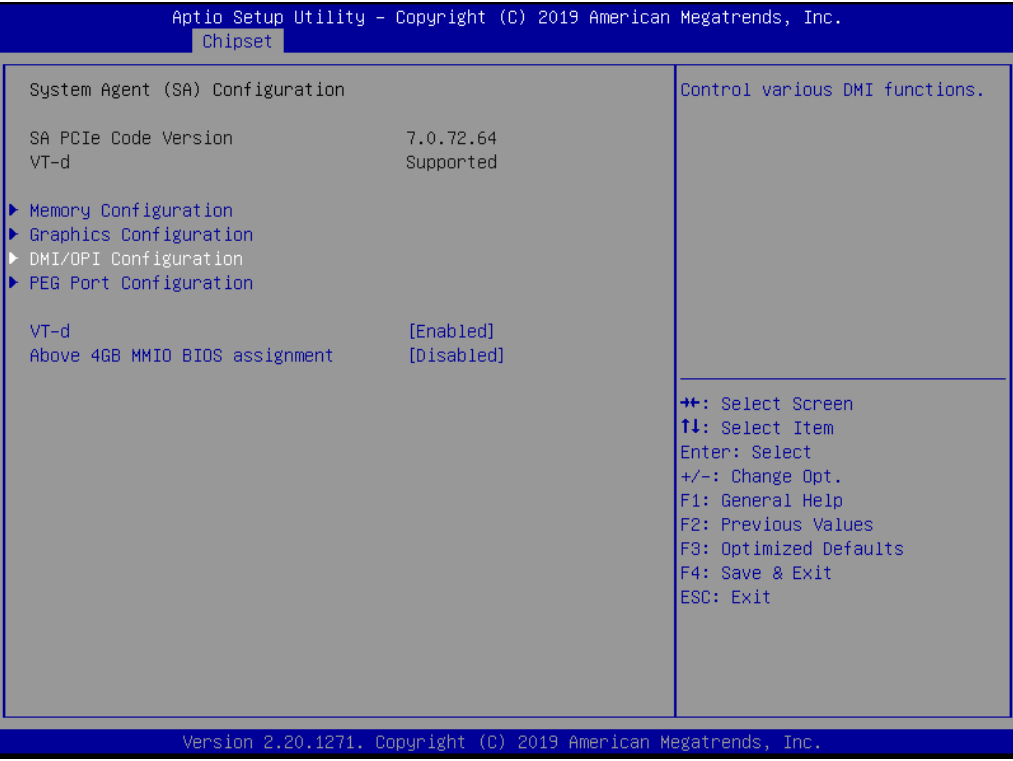 Aptio Setup Utility – Copyright (C) 2019 American Megatrends, Inc.
Chipset
System Agent (SA) Configuration
SA PCIe Code Version 7.0.72.64
VT-d Supported
Memory Configuration
Graphics Configuration
DMI/OPI Configuration
PEG Port Configuration
VT-d [Enabled]
Above 4GB MMIO BIOS assignment [Disabled]
Control various DMI functions.
→←: Select Screen
↑↓: Select Item
Enter: Select
+/-: Change Opt.
F1: General Help
F2: Previous Values
F3: Optimized Defaults
F4: Save & Exit
ESC: Exit
Version 2.20.1271. Copyright (C) 2019 American Megatrends, Inc.